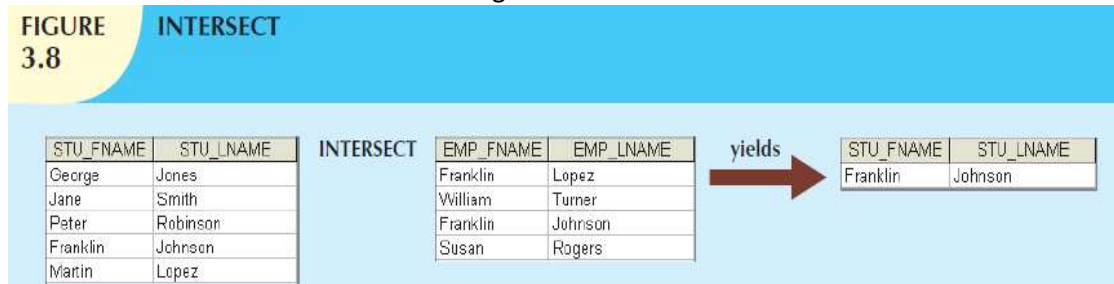 FIGURE INTERSECT
3.8
STU_FNAME STU_LNAME INTERSECT EMP_FNAME EMP_LNAME yields STU_FNAME STU_LNAME
George Jones Franklin Lopez Franklin Johnson
Jane Smith William Turner
Peter Robinson Franklin Johnson
Franklin Johnson Susan Rogers
Martin Lopez